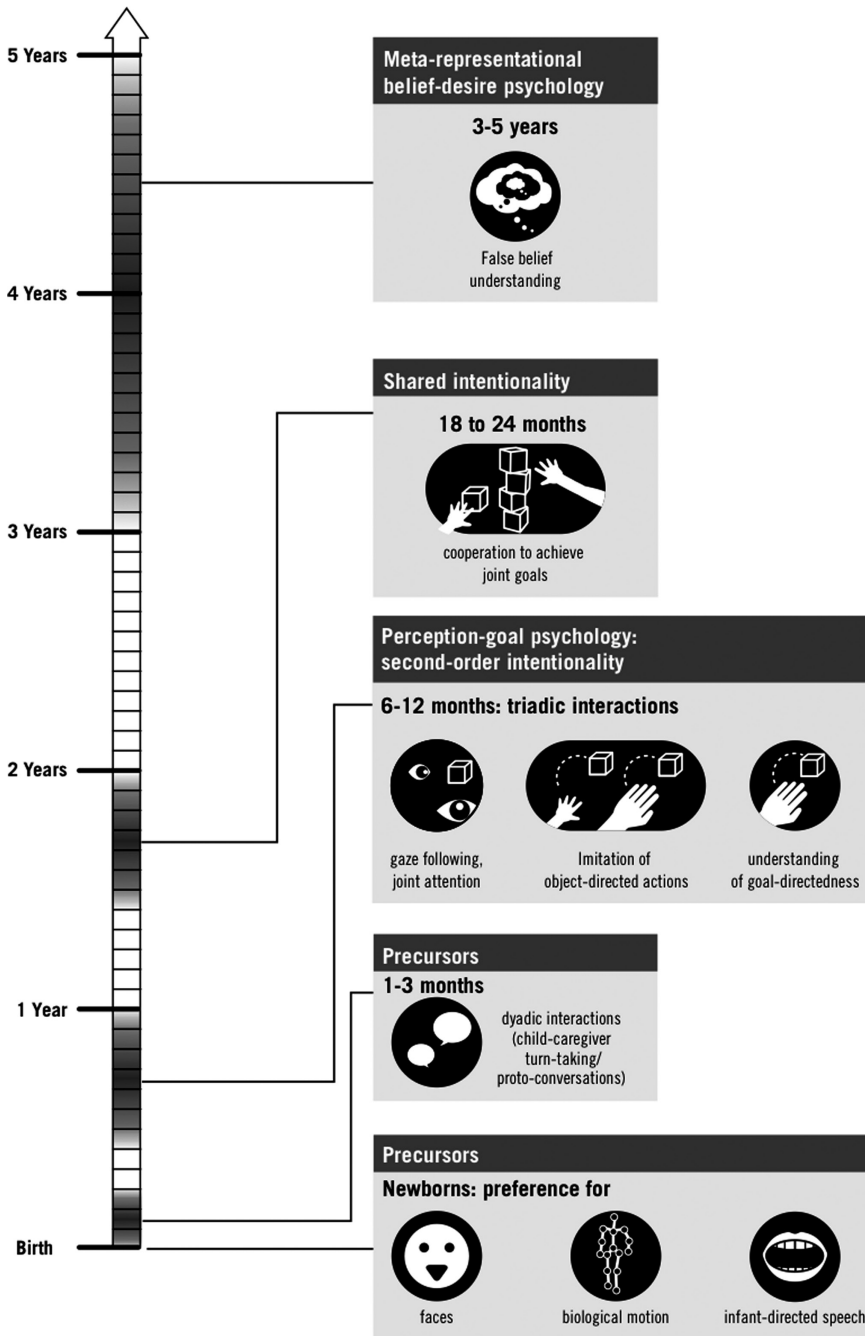 5 Years
4 Years
3 Years
2 Years
1 Year
Birth
Meta-representational
belief-desire psychology
3-5 years
False belief
understanding
Shared intentionality
18 to 24 months
cooperation to achieve
joint goals
Perception-goal psychology:
second-order intentionality
6-12 months: triadic interactions
gaze following,
joint attention
Imitation of
object-directed actions
understanding
of goal-directedness
Precursors
1-3 months
dyadic interactions
(child-caregiver
turn-taking/
proto-conversations)
Precursors
Newborns: preference for
faces
biological motion
infant-directed speech